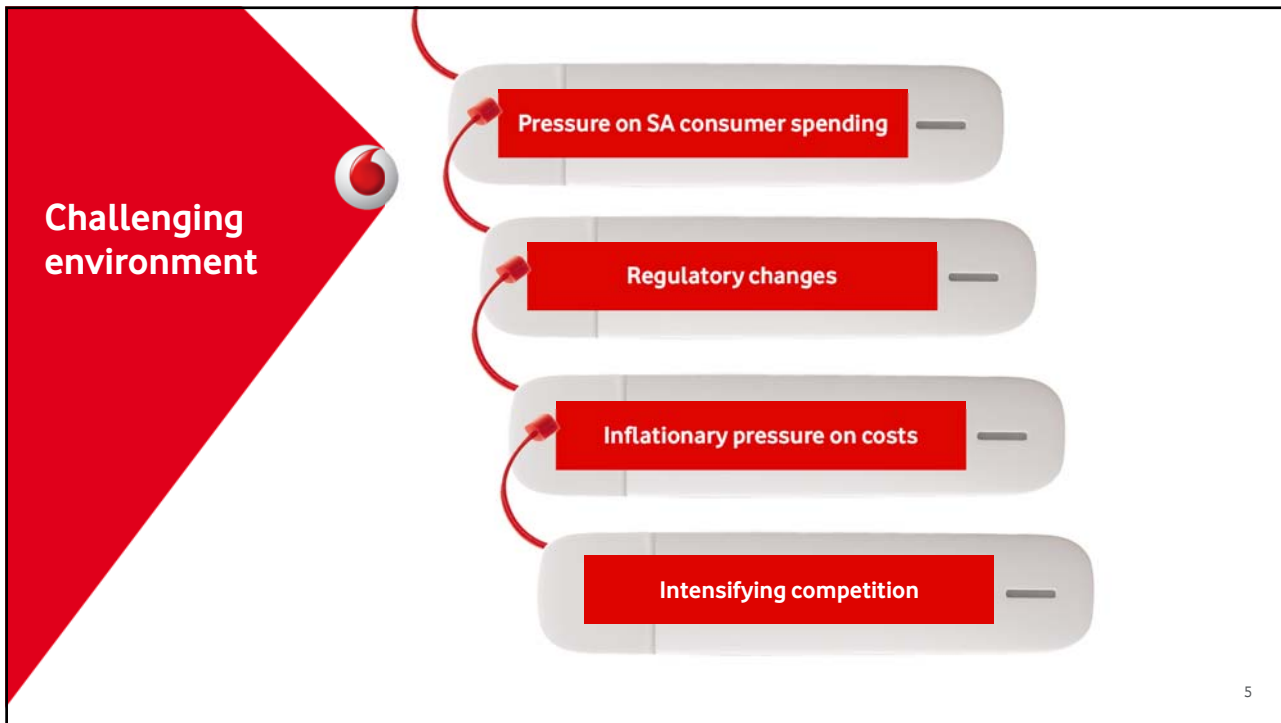 Challenging
environment
Pressure on SA consumer spending
Regulatory changes
Inflationary pressure on costs
Intensifying competition
5